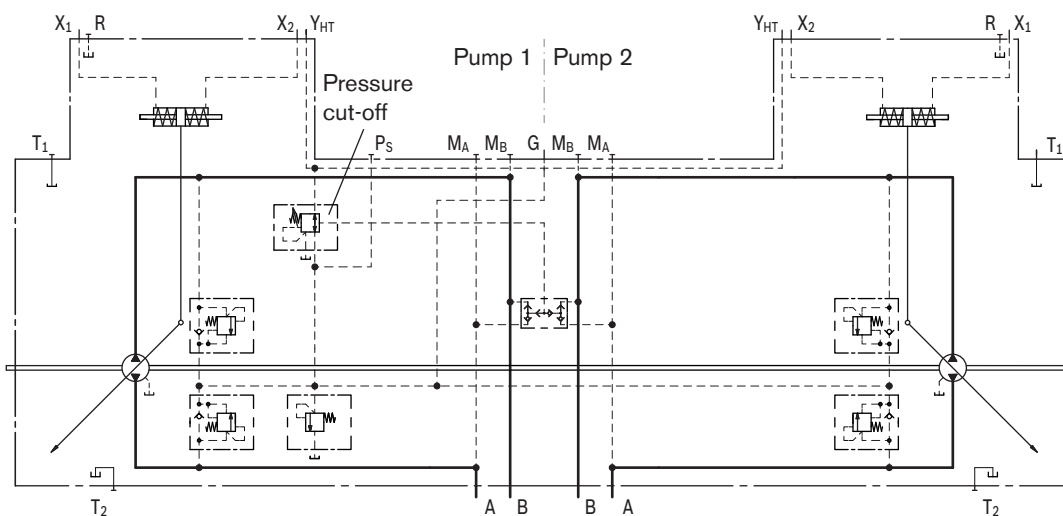 X1 R X2 YHT YHT X2 R X1
Pump 1 Pump 2
Pressure
cut-off
T1 PS MA MB G MB MA T1
T2 A B B A T2